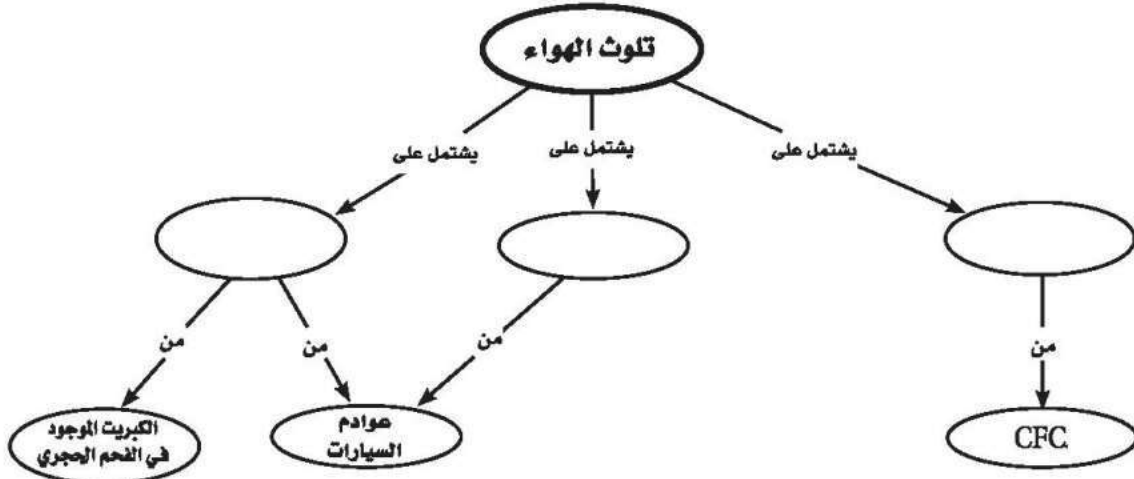 تلوث الهواء
يشتمل على
يشتمل على
يشتمل على
من
من
من
من
CFC
عوادم
السيارات
الكبريت الموجود
في الفحم الحجري